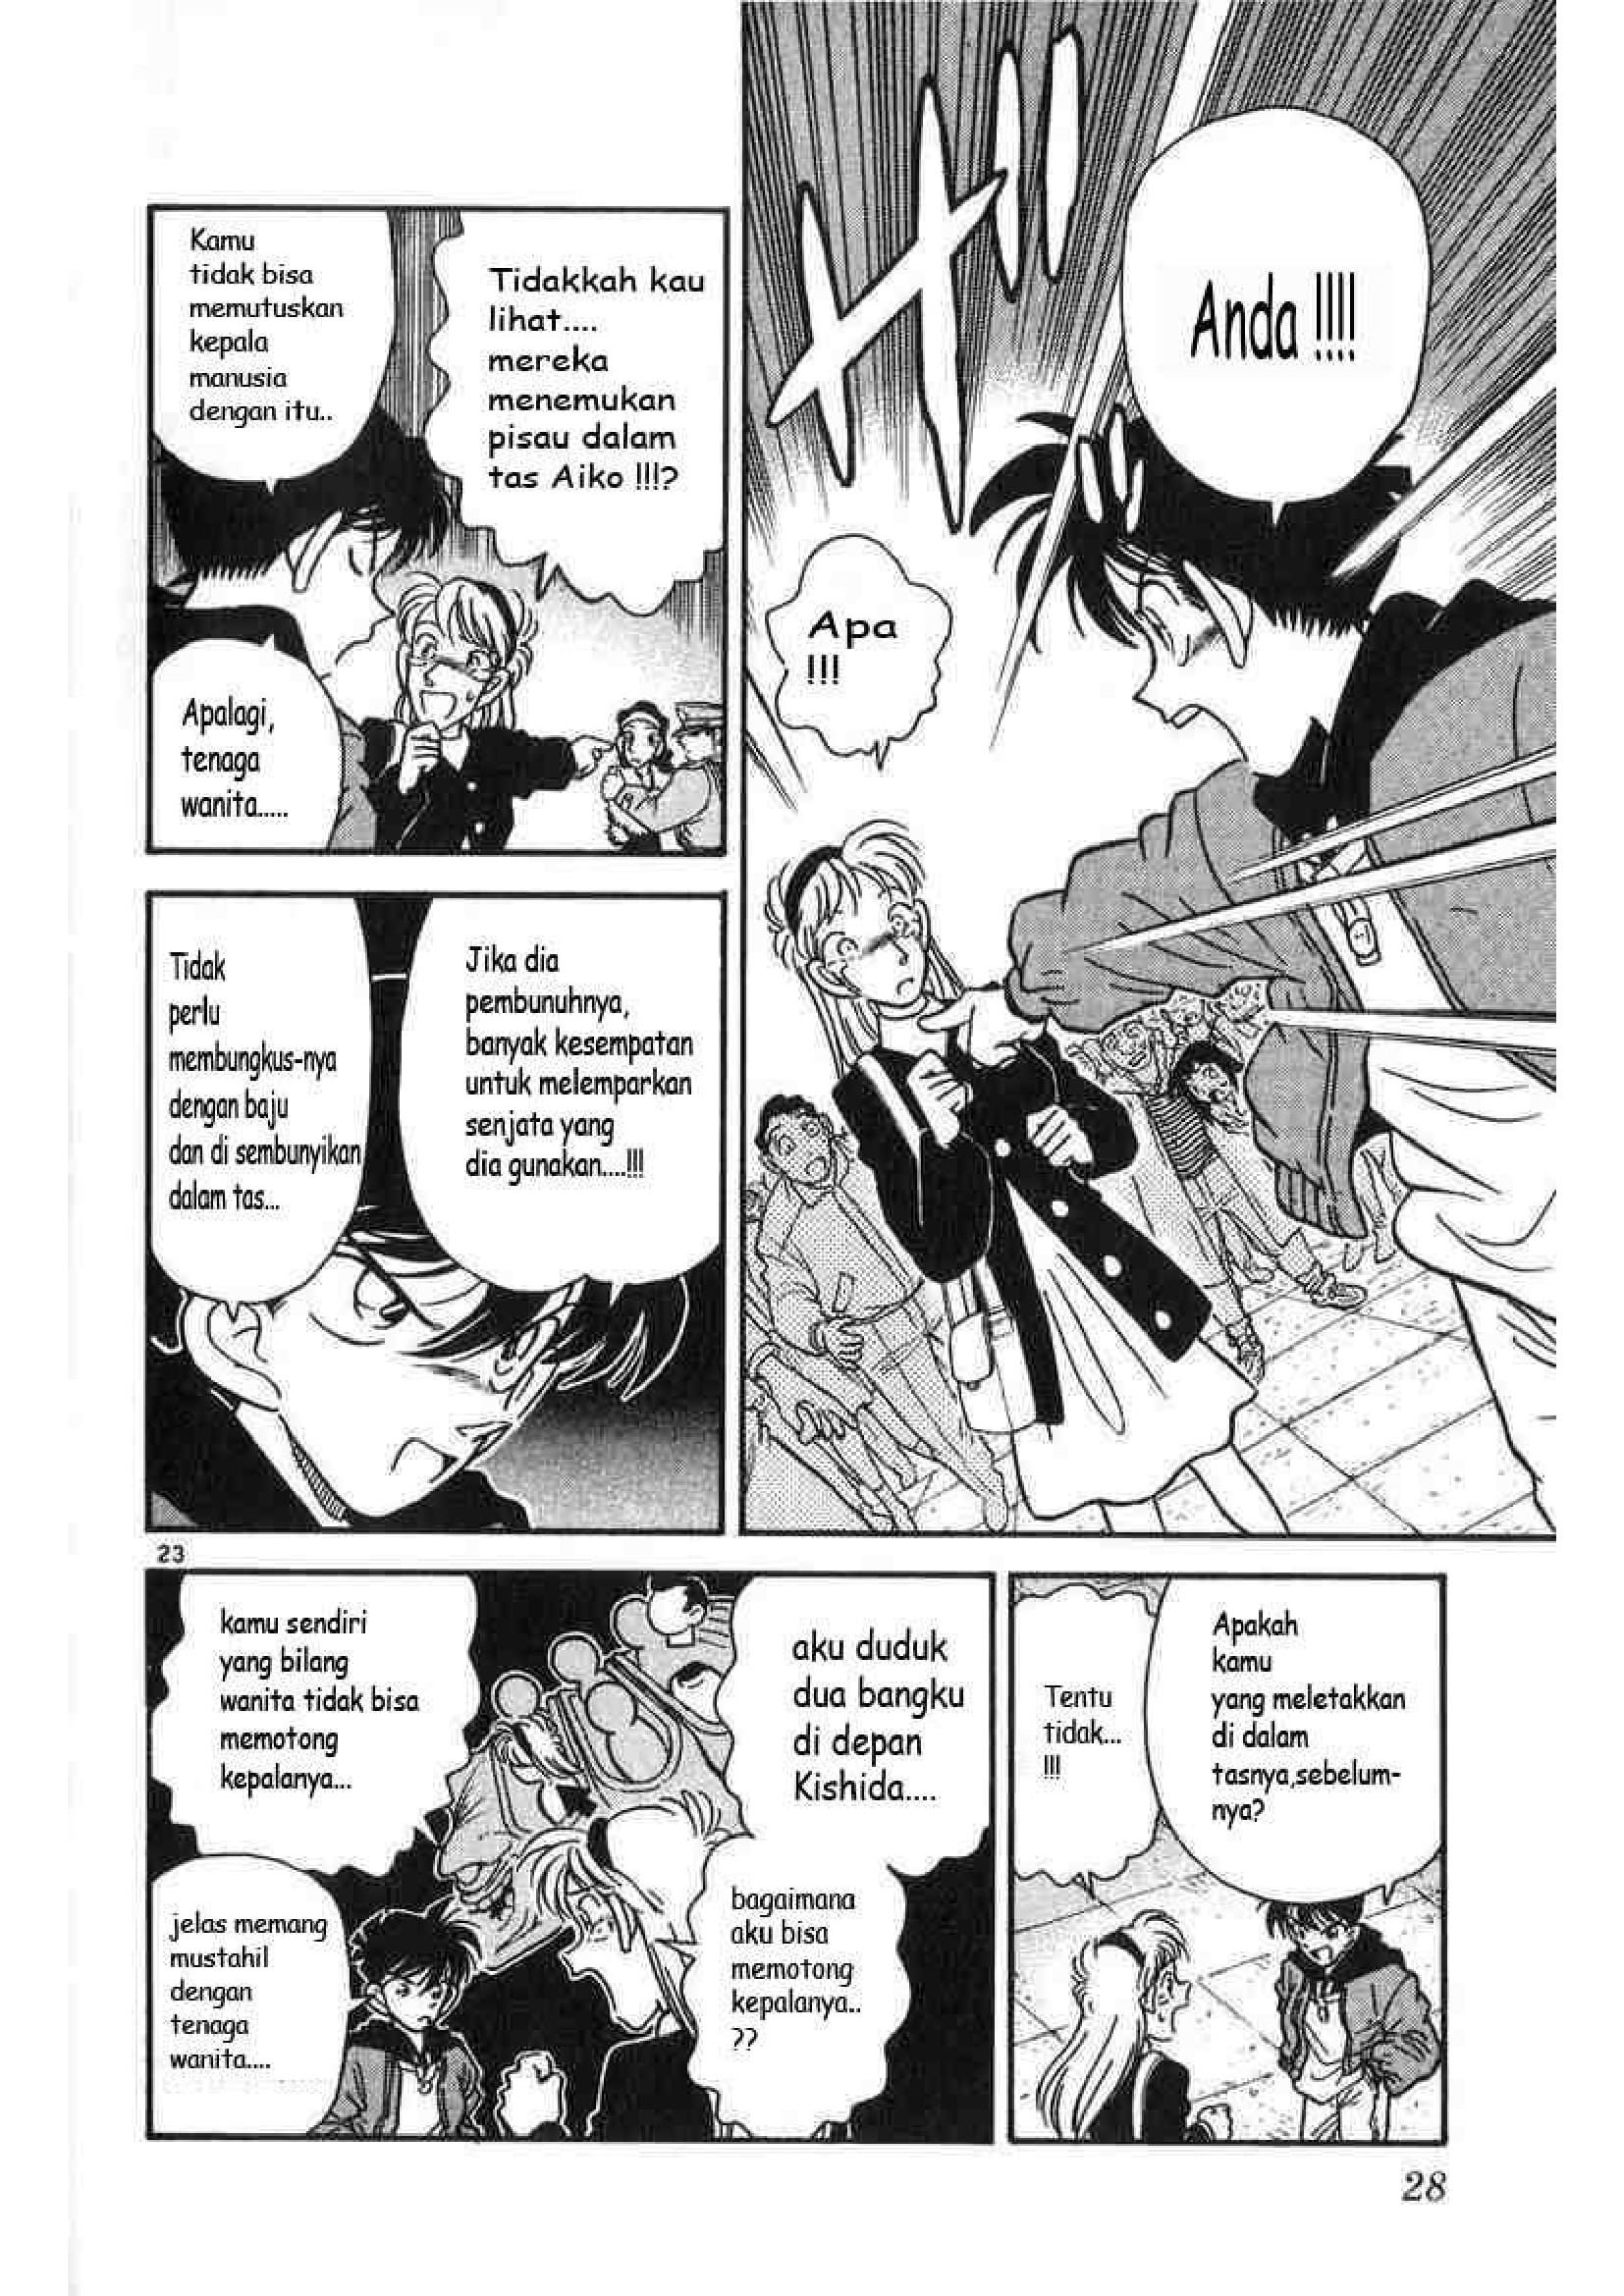 Anda !!!!
ガ
Apa
!!!
Tidakkah kau
lihat....
mereka
menemukan
pisau dalam
tas Aiko !!!?
Kamu
tidak bisa
memutuskan
kepala
manusia
dengan itu..
Apalagi,
tenaga
wanita.....
Jika dia
pembunuhnya,
banyak kesempatan
untuk melemparkan
senjata yang
dia gunakan....!!!
Tidak
perlu
membungkus-nya
dengan baju
dan di sembunyikan
dalam tas...
23
Apakah
kamu
yang meletakkan
di dalam
tasnya,sebelum-
nya?
Tentu
tidak...
!!!
aku duduk
dua bangku
di depan
Kishida....
bagaimana
aku bisa
memotong
kepalanya..
??
kamu sendiri
yang bilang
wanita tidak bisa
memotong
kepalanya...
jelas memang
mustahil
dengan
tenaga
wanita....
28